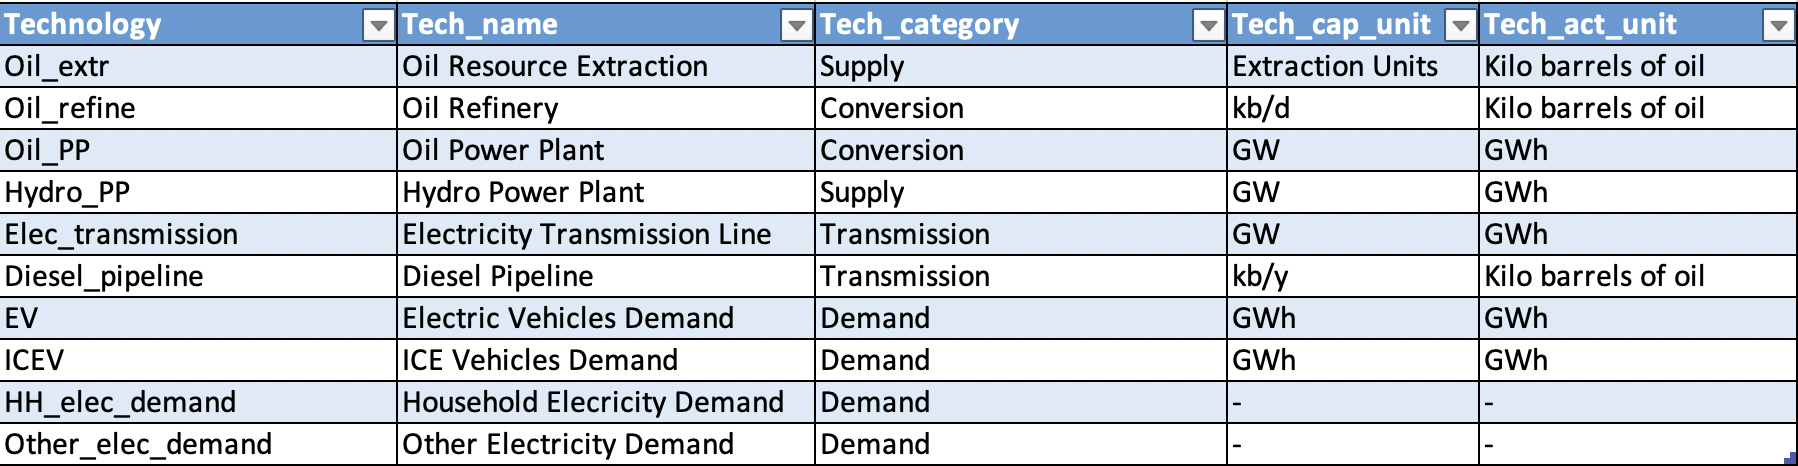 Technology Tech_name Tech_category Tech_cap_unit Tech_act_unit
Oil_extr Oil Resource Extraction Supply Extraction Units Kilo barrels of oil
Oil_refine Oil Refinery Conversion kb/d Kilo barrels of oil
Oil_PP Oil Power Plant Conversion GW GWh
Hydro_PP Hydro Power Plant Supply GW GWh
Elec_transmission Electricity Transmission Line Transmission GW GWh
Diesel_pipeline Diesel Pipeline Transmission kb/y Kilo barrels of oil
EV Electric Vehicles Demand Demand GWh GWh
ICEV ICE Vehicles Demand Demand GWh GWh
HH_elec_demand Household Elecricity Demand Demand - -
Other_elec_demand Other Electricity Demand Demand - -